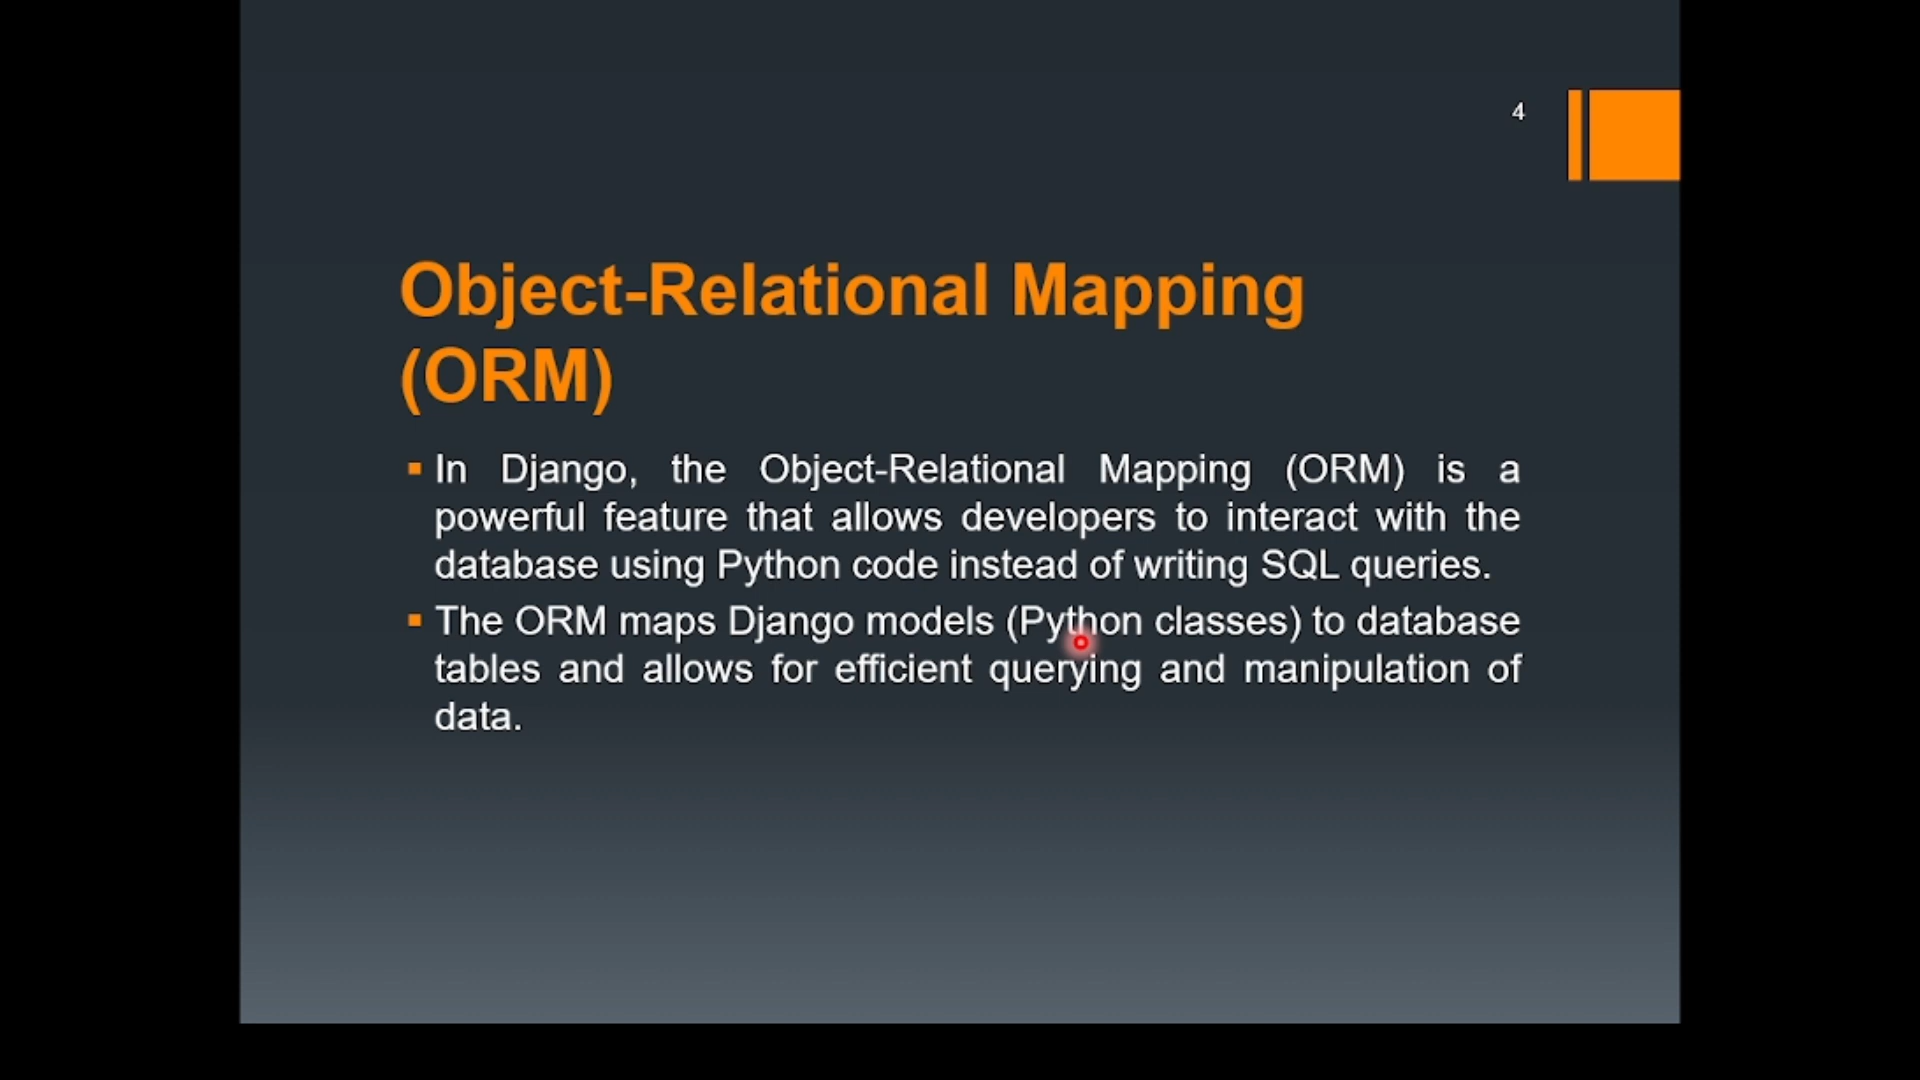 4
Object-Relational Mapping
(ORM)
In Django, the Object-Relational Mapping (ORM) is a
powerful feature that allows developers to interact with the
database using Python code instead of writing SQL queries.
The ORM maps Django models (Python classes) to database
tables and allows for efficient querying and manipulation of
data.